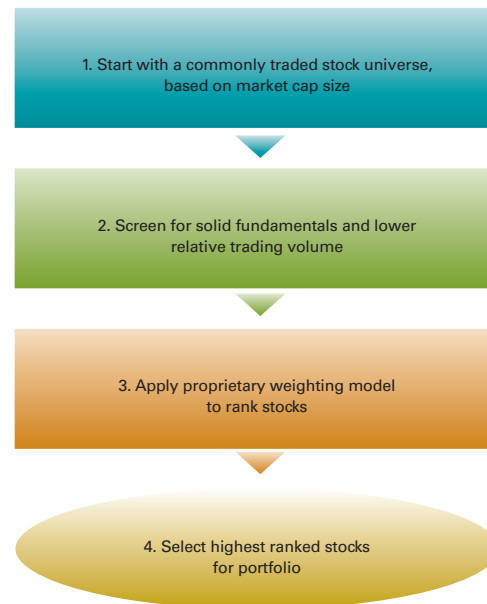 1. Start with a commonly traded stock universe,
based on market cap size
2. Screen for solid fundamentals and lower
relative trading volume
3. Apply proprietary weighting model
to rank stocks
4. Select highest ranked stocks
for portfolio